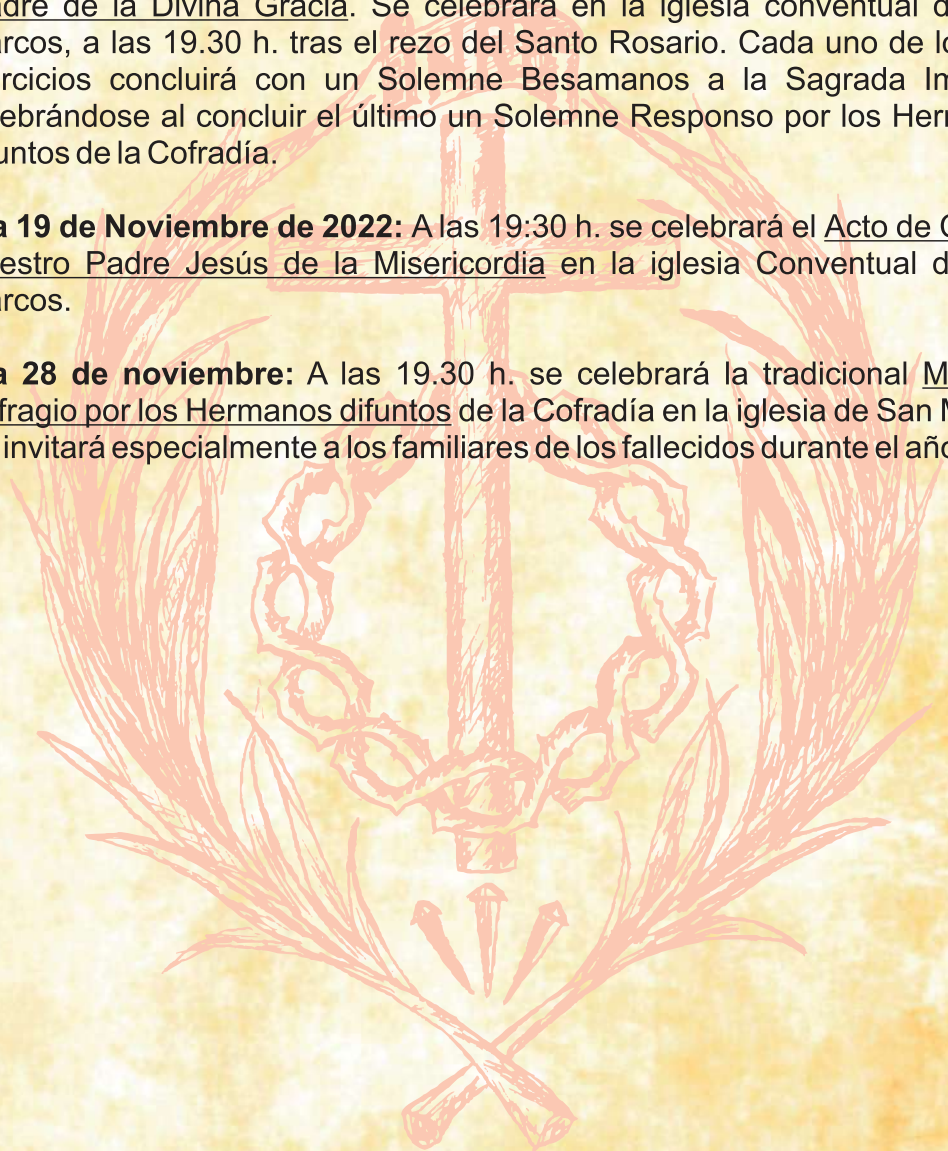 adre de la Divina Gracia. Se celebrará en la iglesia conventual d
arcos, a las 19.30 h. tras el rezo del Santo Rosario. Cada uno de lo
rcicios concluirá con un Solemne Besamanos a la Sagrada Im
ebrándose al concluir el último un Solemne Responso por los Herm
untos de la Cofradía.
a 19 de Noviembre de 2022: A las 19:30 h. se celebrará el Acto de C
estro Padre Jesús de la Misericordia en la iglesia Conventual d
arcos.
a 28 de noviembre: A las 19.30 h. se celebrará la tradicional M
fragio por los Hermanos difuntos de la Cofradía en la iglesia de San M
invitará especialmente a los familiares de los fallecidos durante el año